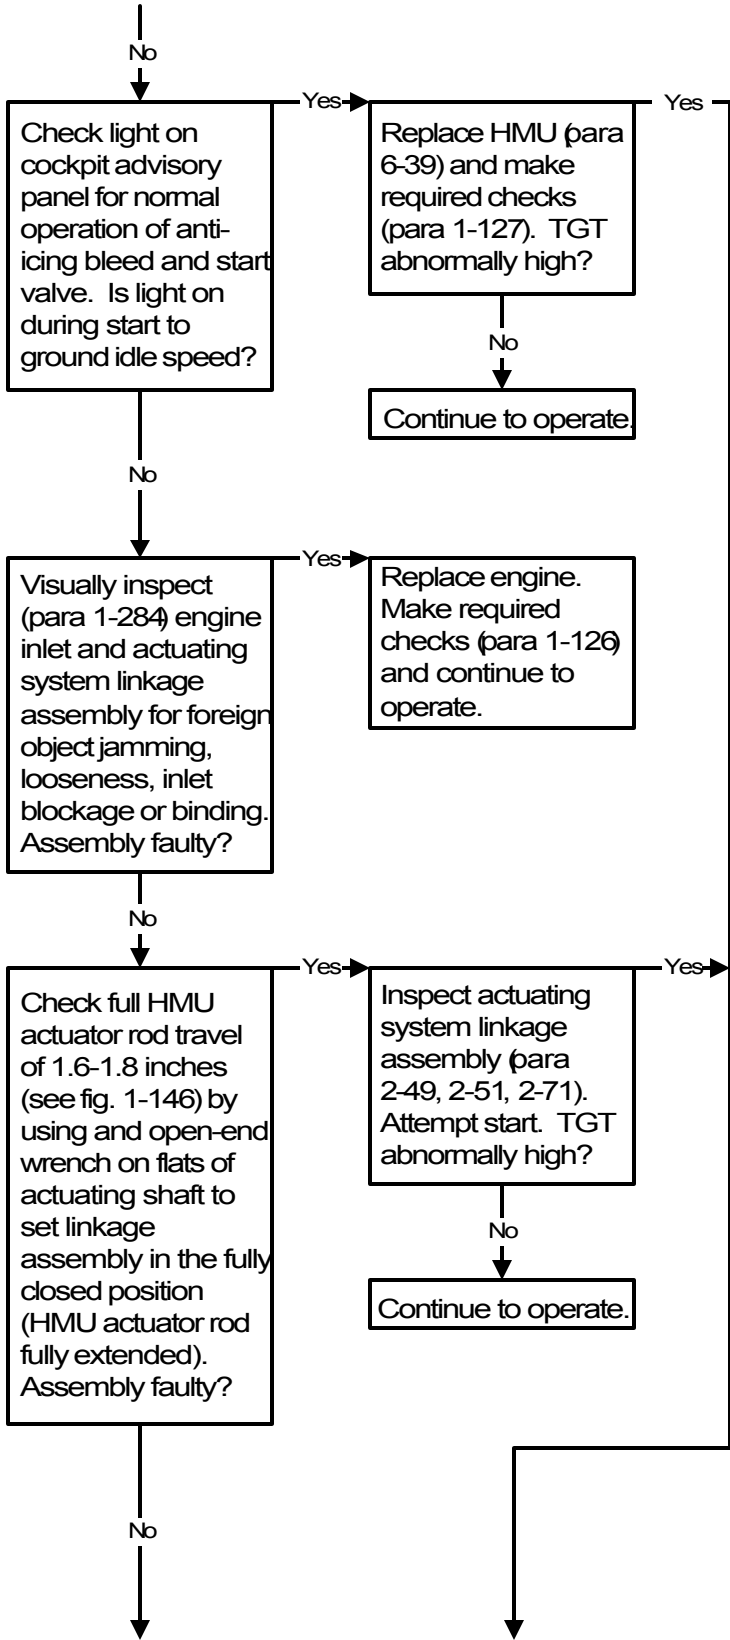 No
Yes
Yes
Check light on
cockpit advisory
panel for normal
operation of anti-
icing bleed and start
valve. Is light on
during start to
ground idle speed?
Replace HMU (para
6-39) and make
required checks
(para 1-127). TGT
abnormally high?
No
Continue to operate.
No
Yes
Visually inspect
(para 1-284) engine
inlet and actuating
system linkage
assembly for foreign
object jamming,
looseness, inlet
blockage or binding.
Assembly faulty?
Replace engine.
Make required
checks (para 1-126)
and continue to
operate.
No
Yes
Yes
Check full HMU
actuator rod travel
of 1.6-1.8 inches
(see fig. 1-146) by
using and open-end
wrench on flats of
actuating shaft to
set linkage
assembly in the fully
closed position
(HMU actuator rod
fully extended).
Assembly faulty?
Inspect actuating
system linkage
assembly (para
2-49, 2-51, 2-71).
Attempt start. TGT
abnormally high?
No
Continue to operate.
No